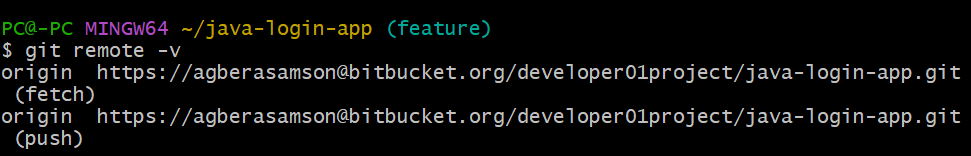 PC@-PC MINGW64 ~/java-login-app (feature)
$ git remote -v
origin  https://agberasamson@bitbucket.org/developer01project/java-login-app.git
 (fetch)
origin  https://agberasamson@bitbucket.org/developer01project/java-login-app.git
 (push)